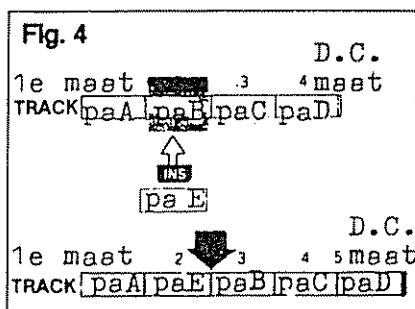 Fig. 4
D.C.
1e maat .3 4 maat
TRACK paA paB paC paD
INS
pa E
D.C.
1e maat 2 3 4 5 maat
TRACK paA paE paB paC paD